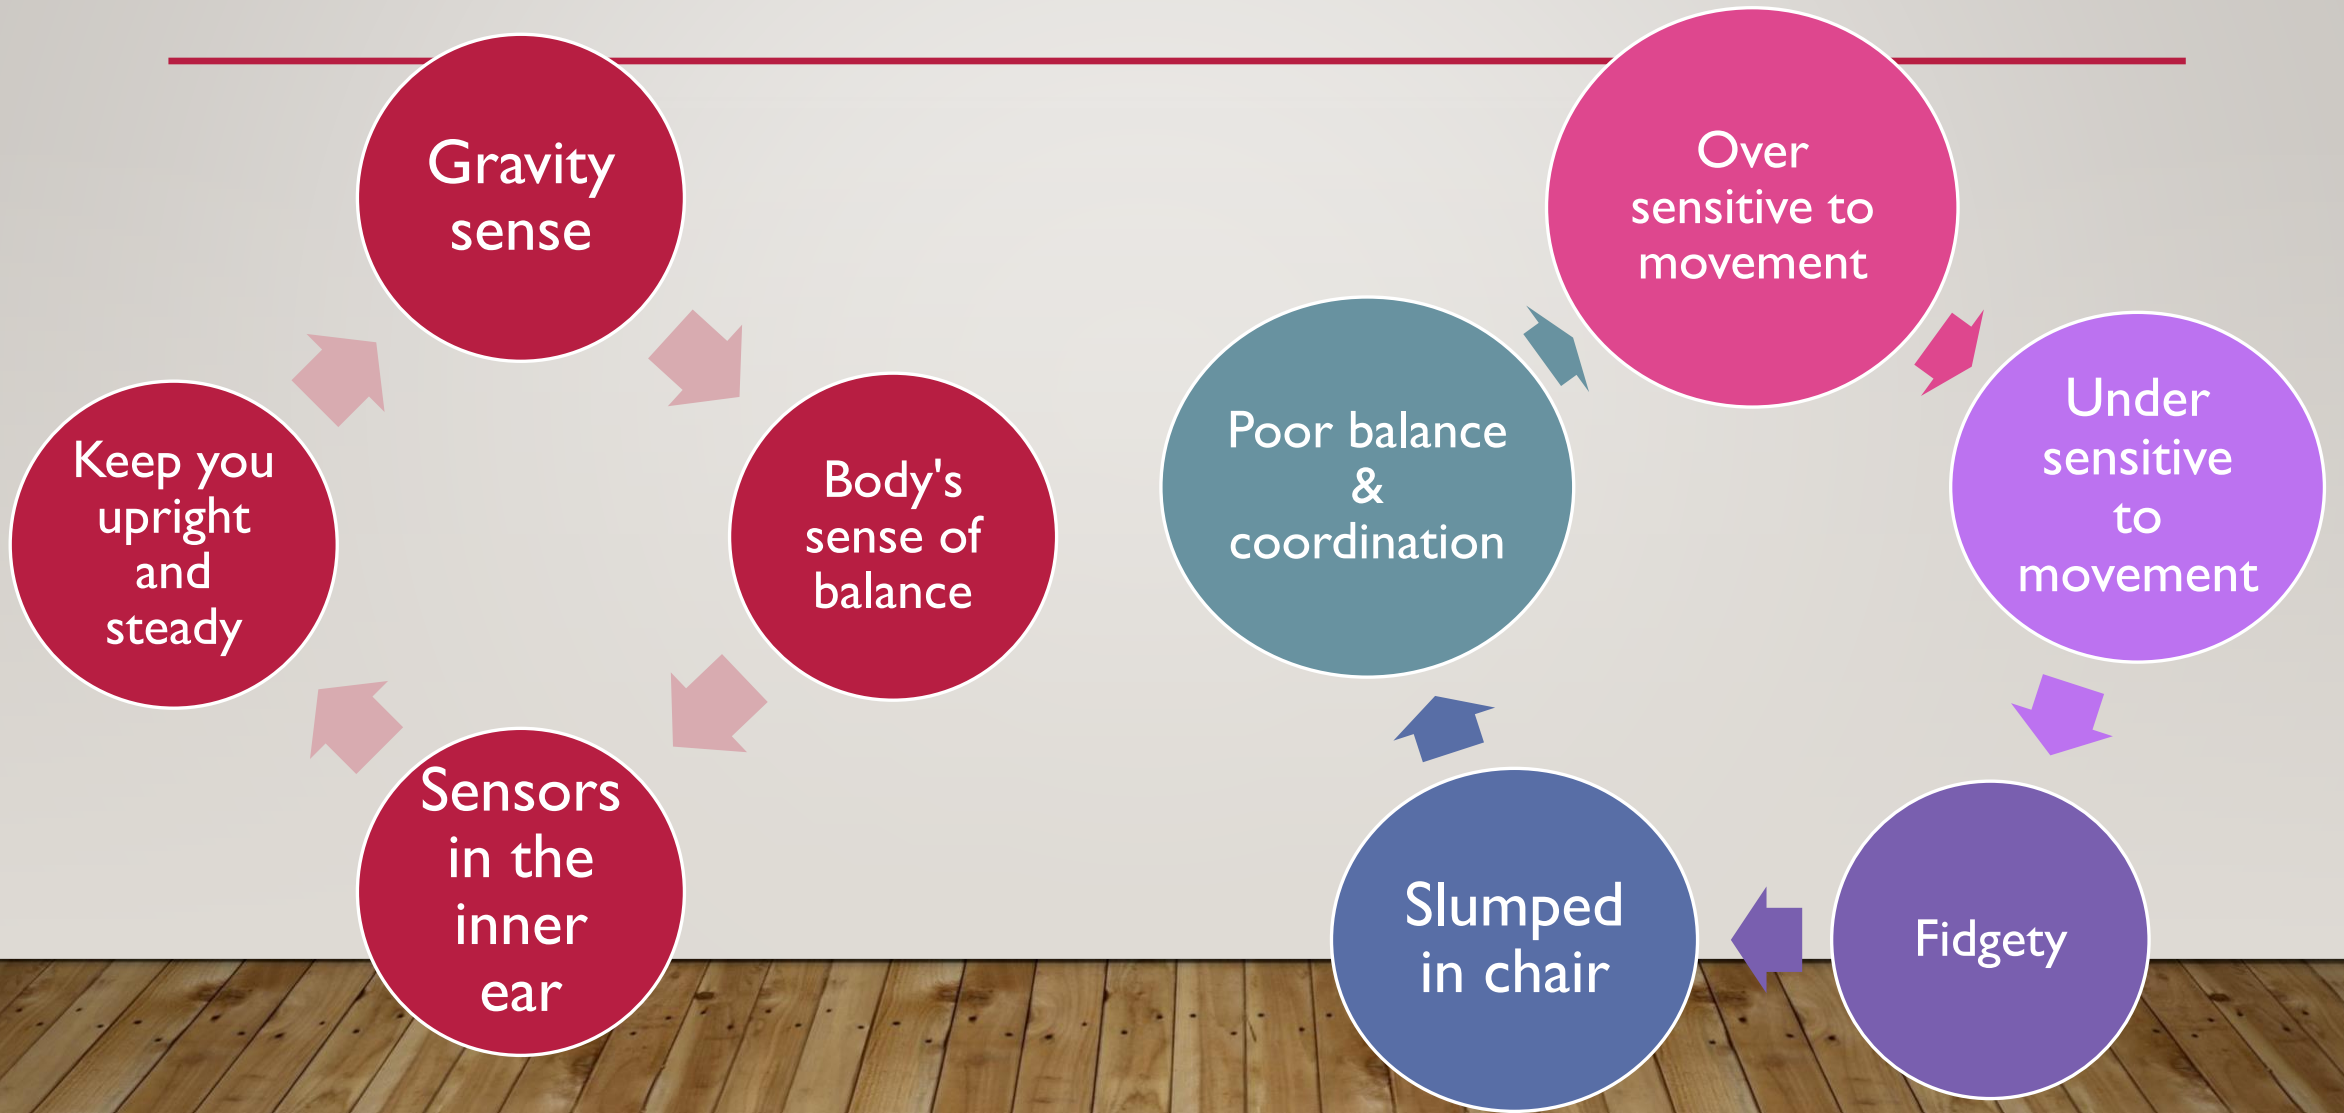 Gravity
sense
Body's
sense of
balance
Sensors
in the
inner
ear
Keep you
upright
and
steady
Over
sensitive to
movement
Under
sensitive
to
movement
Fidgety
Slumped
in chair
Poor balance
&
coordination